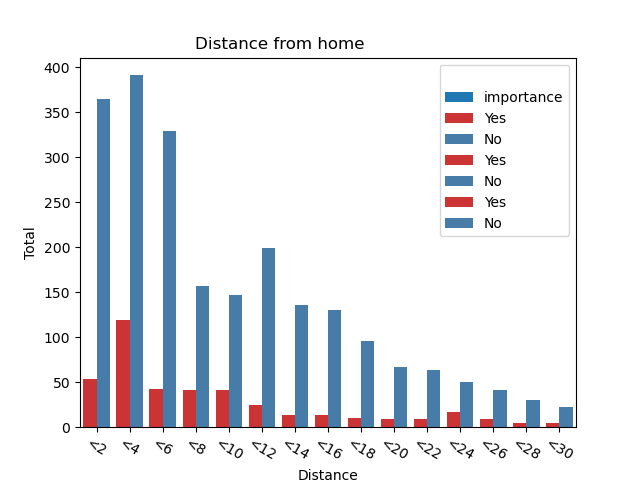 Distance from home
400
350
300
250
200
150
100
50
0
Total
importance
Yes
No
Yes
No
Yes
No
<2 <4 <6 <8 <10 <12 <14 <16 <18 <20 <22 <24 <26 <28 <30
Distance